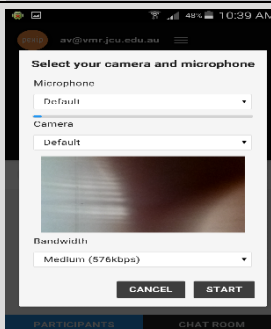 48% 10:39 AM
av@vmr.jcu.edu.au
Select your camera and microphone
Microphone
Default
Camera
Default
Bandwidth
Medium (576kbps)
CANCEL START
PARTICIPANTS CHAT ROOM